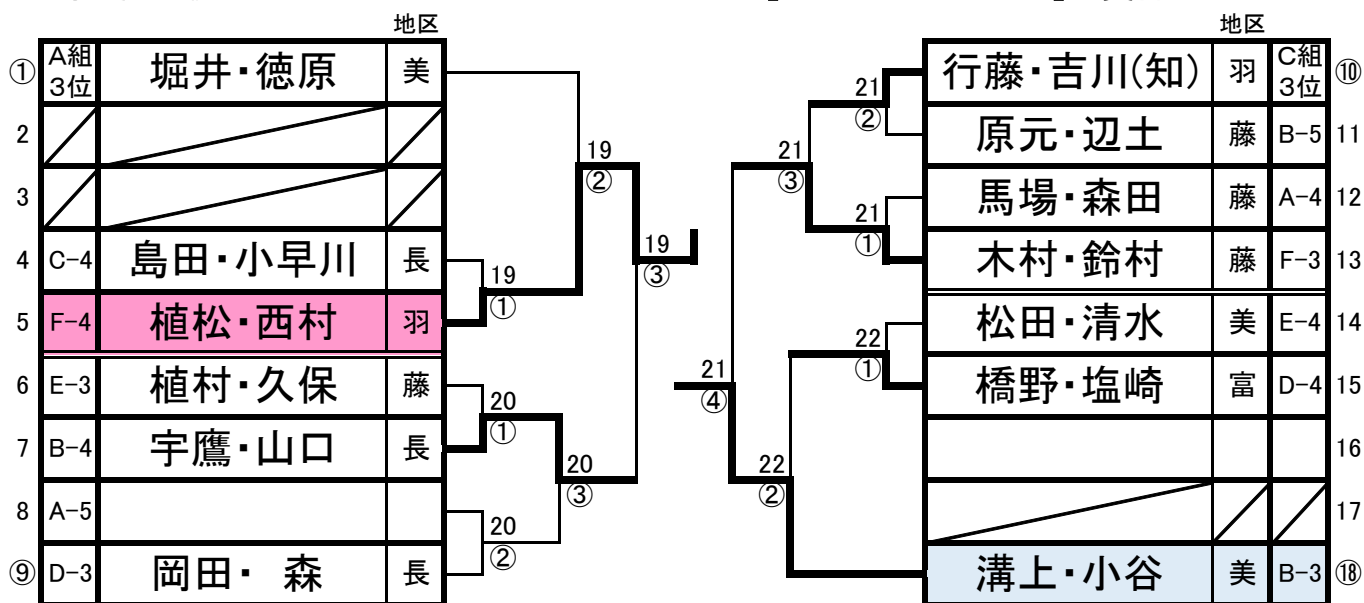 地区 地区
① A組3位 堀井・徳原 美
2
3
4 C-4 島田・小早川 長
5 F-4 植松・西村 羽
6 E-3 植村・久保 藤
7 B-4 宇鷹・山口 長
8 A-5
⑨ D-3 岡田・ 森 長
19 ②
19 ①
19 ③
20 ①
20 ③
20 ②
行藤・吉川(知) 羽 C組3位 ⑩
原元・辺土 藤 B-5 11
馬場・森田 藤 A-4 12
木村・鈴村 藤 F-3 13
松田・清水 美 E-4 14
橋野・塩崎 富 D-4 15
16
17
溝上・小谷 美 B-3 ⑱
21 ②
21 ③
21 ①
22 ①
21 ④
22 ②